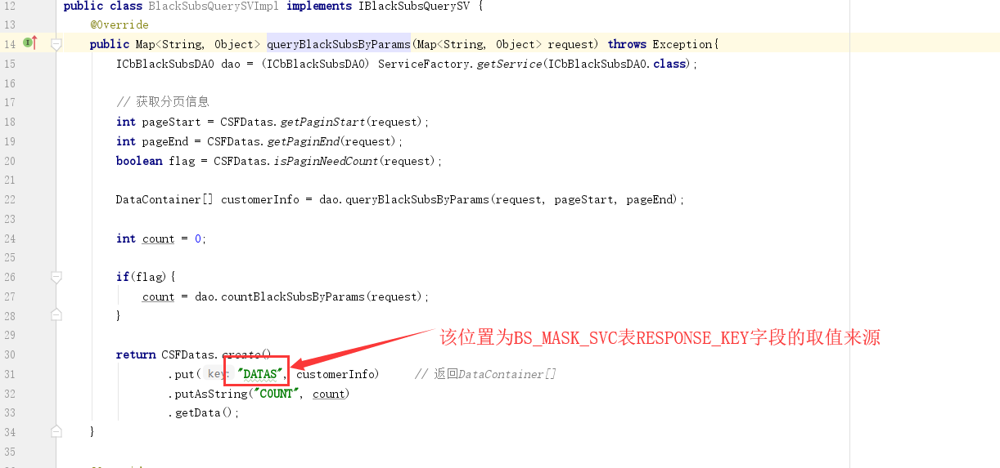 12 public class BlackSubsQuerySVImpl implements IBlackSubsQuerySV {
13 @Override
14 public Map<String, Object> queryBlackSubsByParams(Map<String, Object> request) throws Exception{
15 ICbBlackSubsDAO dao = (ICbBlackSubsDAO) ServiceFactory.getService(ICbBlackSubsDAO.class);
16
17 // 获取分页信息
18 int pageStart = CSFDatas.getPaginStart(request);
19 int pageEnd = CSFDatas.getPaginEnd(request);
20 boolean flag = CSFDatas.isPaginNeedCount(request);
21
22 DataContainer[] customerInfo = dao.queryBlackSubsByParams(request, pageStart, pageEnd);
23
24 int count = 0;
25
26 if(flag){
27 count = dao.countBlackSubsByParams(request);
28 }
29
该位置为BS_MASK_SVC表RESPONSE_KEY字段的取值来源
30 return CSFDatas.create()
31 .put( key: "DATAS", customerInfo) // 返回DataContainer[]
32 .putAsString("COUNT", count)
33 .getData();
34 }
35